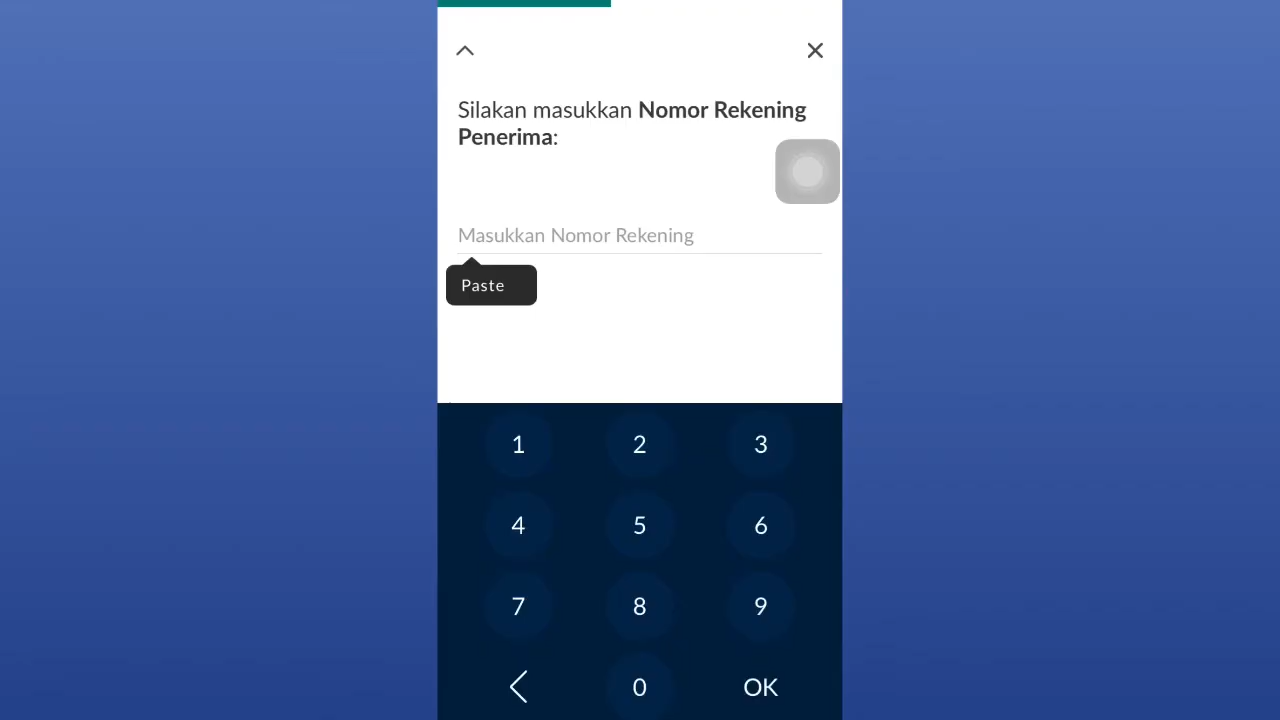 Silakan masukkan Nomor Rekening
Penerima:
Masukkan Nomor Rekening
Paste
1 2 3
4 5 6
7 8 9
0 OK